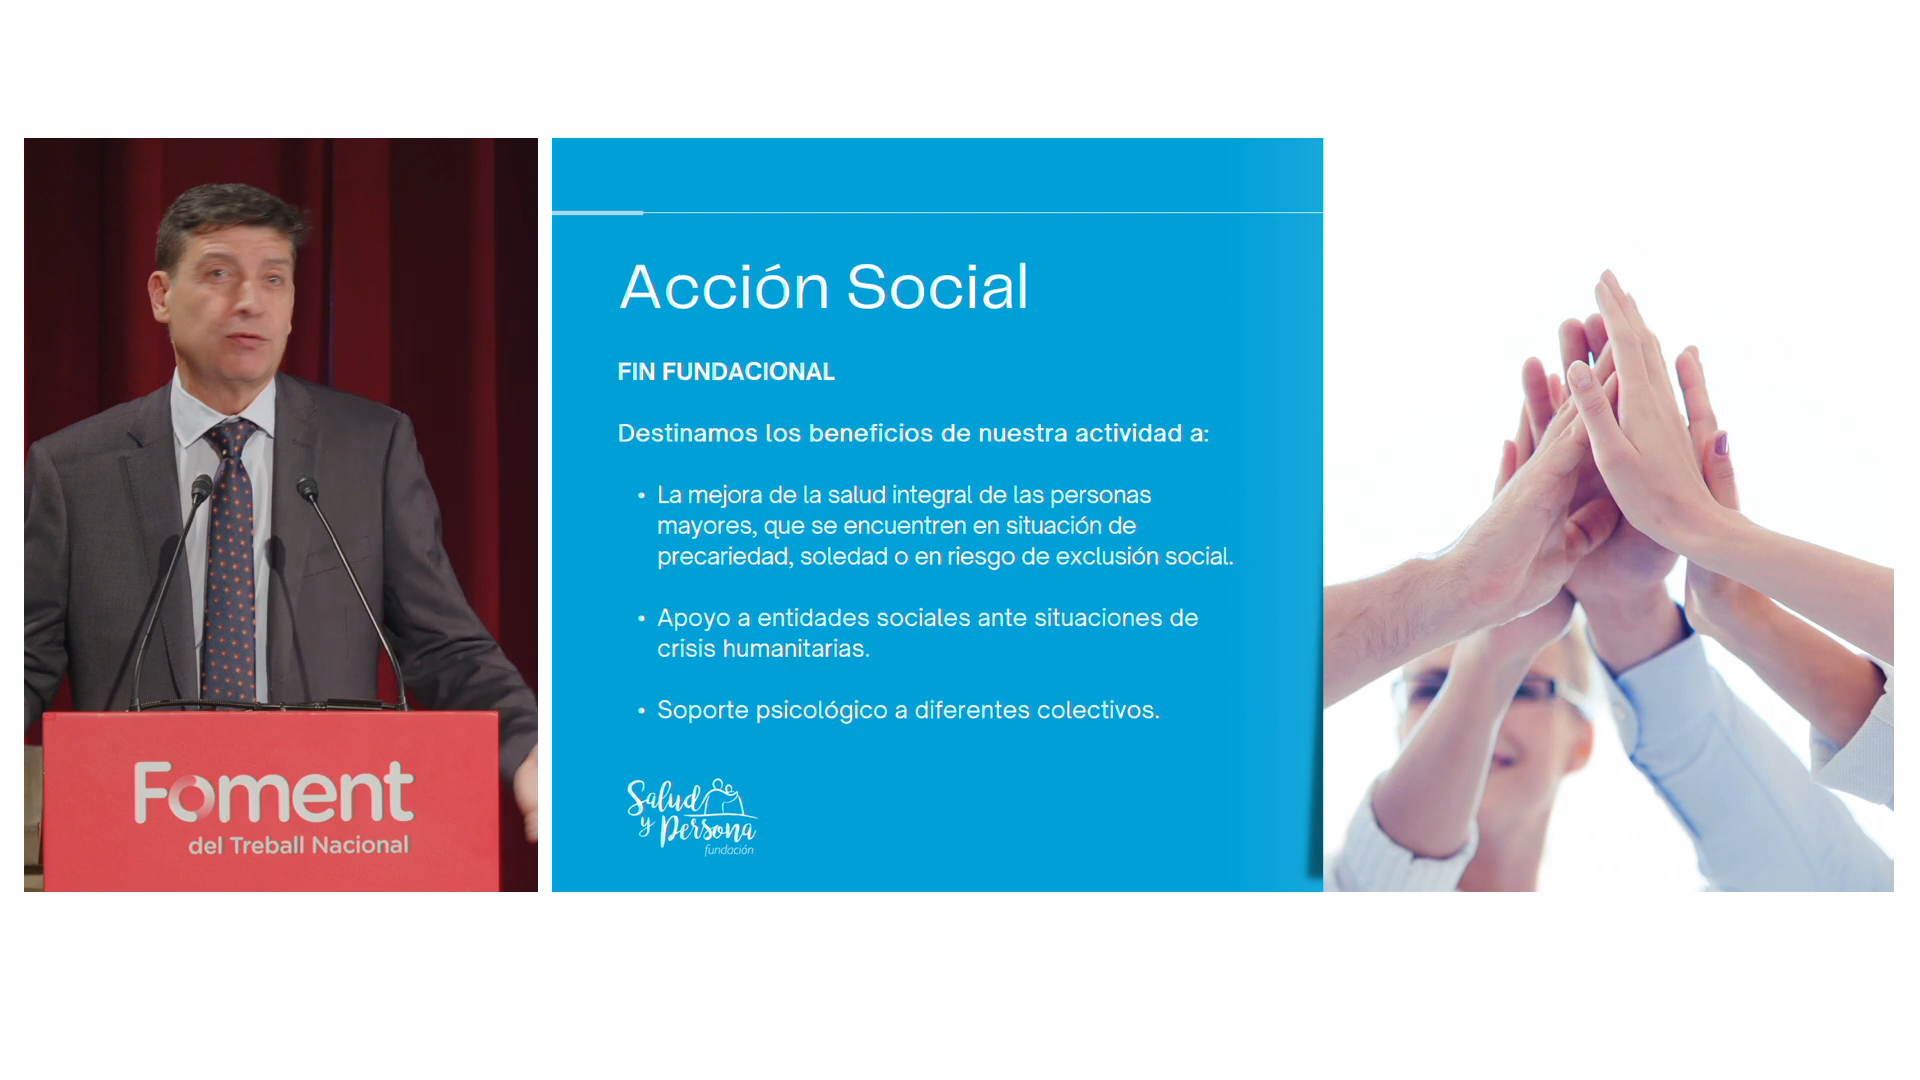 Foment
del Treball Nacional
Acción Social
FIN FUNDACIONAL
Destinamos los beneficios de nuestra actividad a:
• La mejora de la salud integral de las personas
mayores, que se encuentren en situación de
precariedad, soledad o en riesgo de exclusión social.
• Apoyo a entidades sociales ante situaciones de
crisis humanitarias.
• Soporte psicológico a diferentes colectivos.
Salud
y Persona
fundación